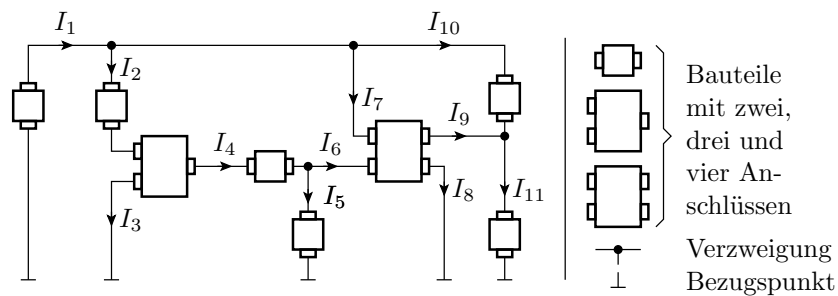 I₁
I₁₀
I₂
I₇
I₉
I₄
I₆
I₃
I₅
I₈
I₁₁
Bauteile
mit zwei,
drei und
vier An-
schlüssen
Verzweigung
Bezugspunkt